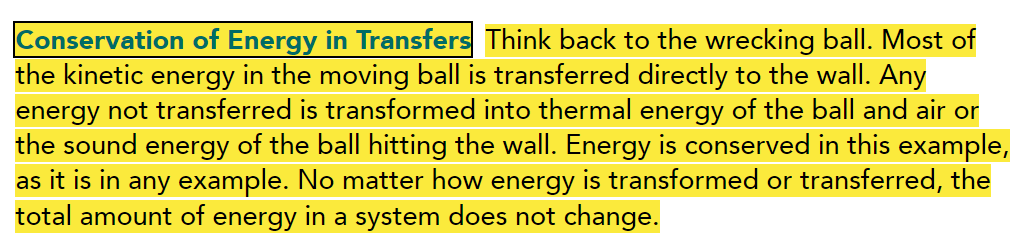 Conservation of Energy in Transfers Think back to the wrecking ball. Most of
the kinetic energy in the moving ball is transferred directly to the wall. Any
energy not transferred is transformed into thermal energy of the ball and air or
the sound energy of the ball hitting the wall. Energy is conserved in this example,
as it is in any example. No matter how energy is transformed or transferred, the
total amount of energy in a system does not change.